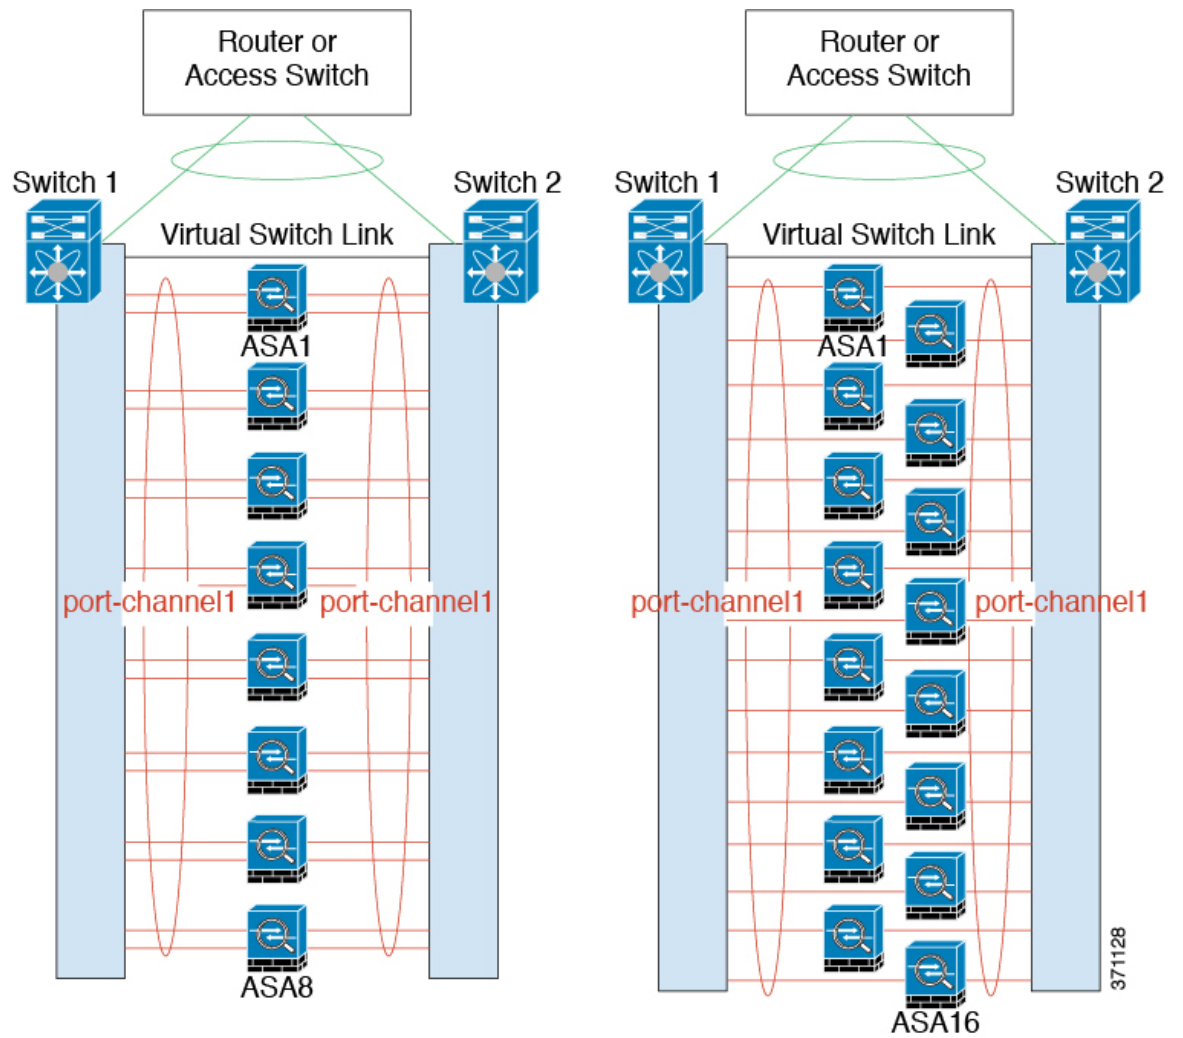 Router or
Access Switch
Switch 1
Switch 2
Virtual Switch Link
ASA1
port-channel1
port-channel1
ASA8
Router or
Access Switch
Switch 1
Switch 2
Virtual Switch Link
ASA1
port-channel1
port-channel1
ASA16
371128